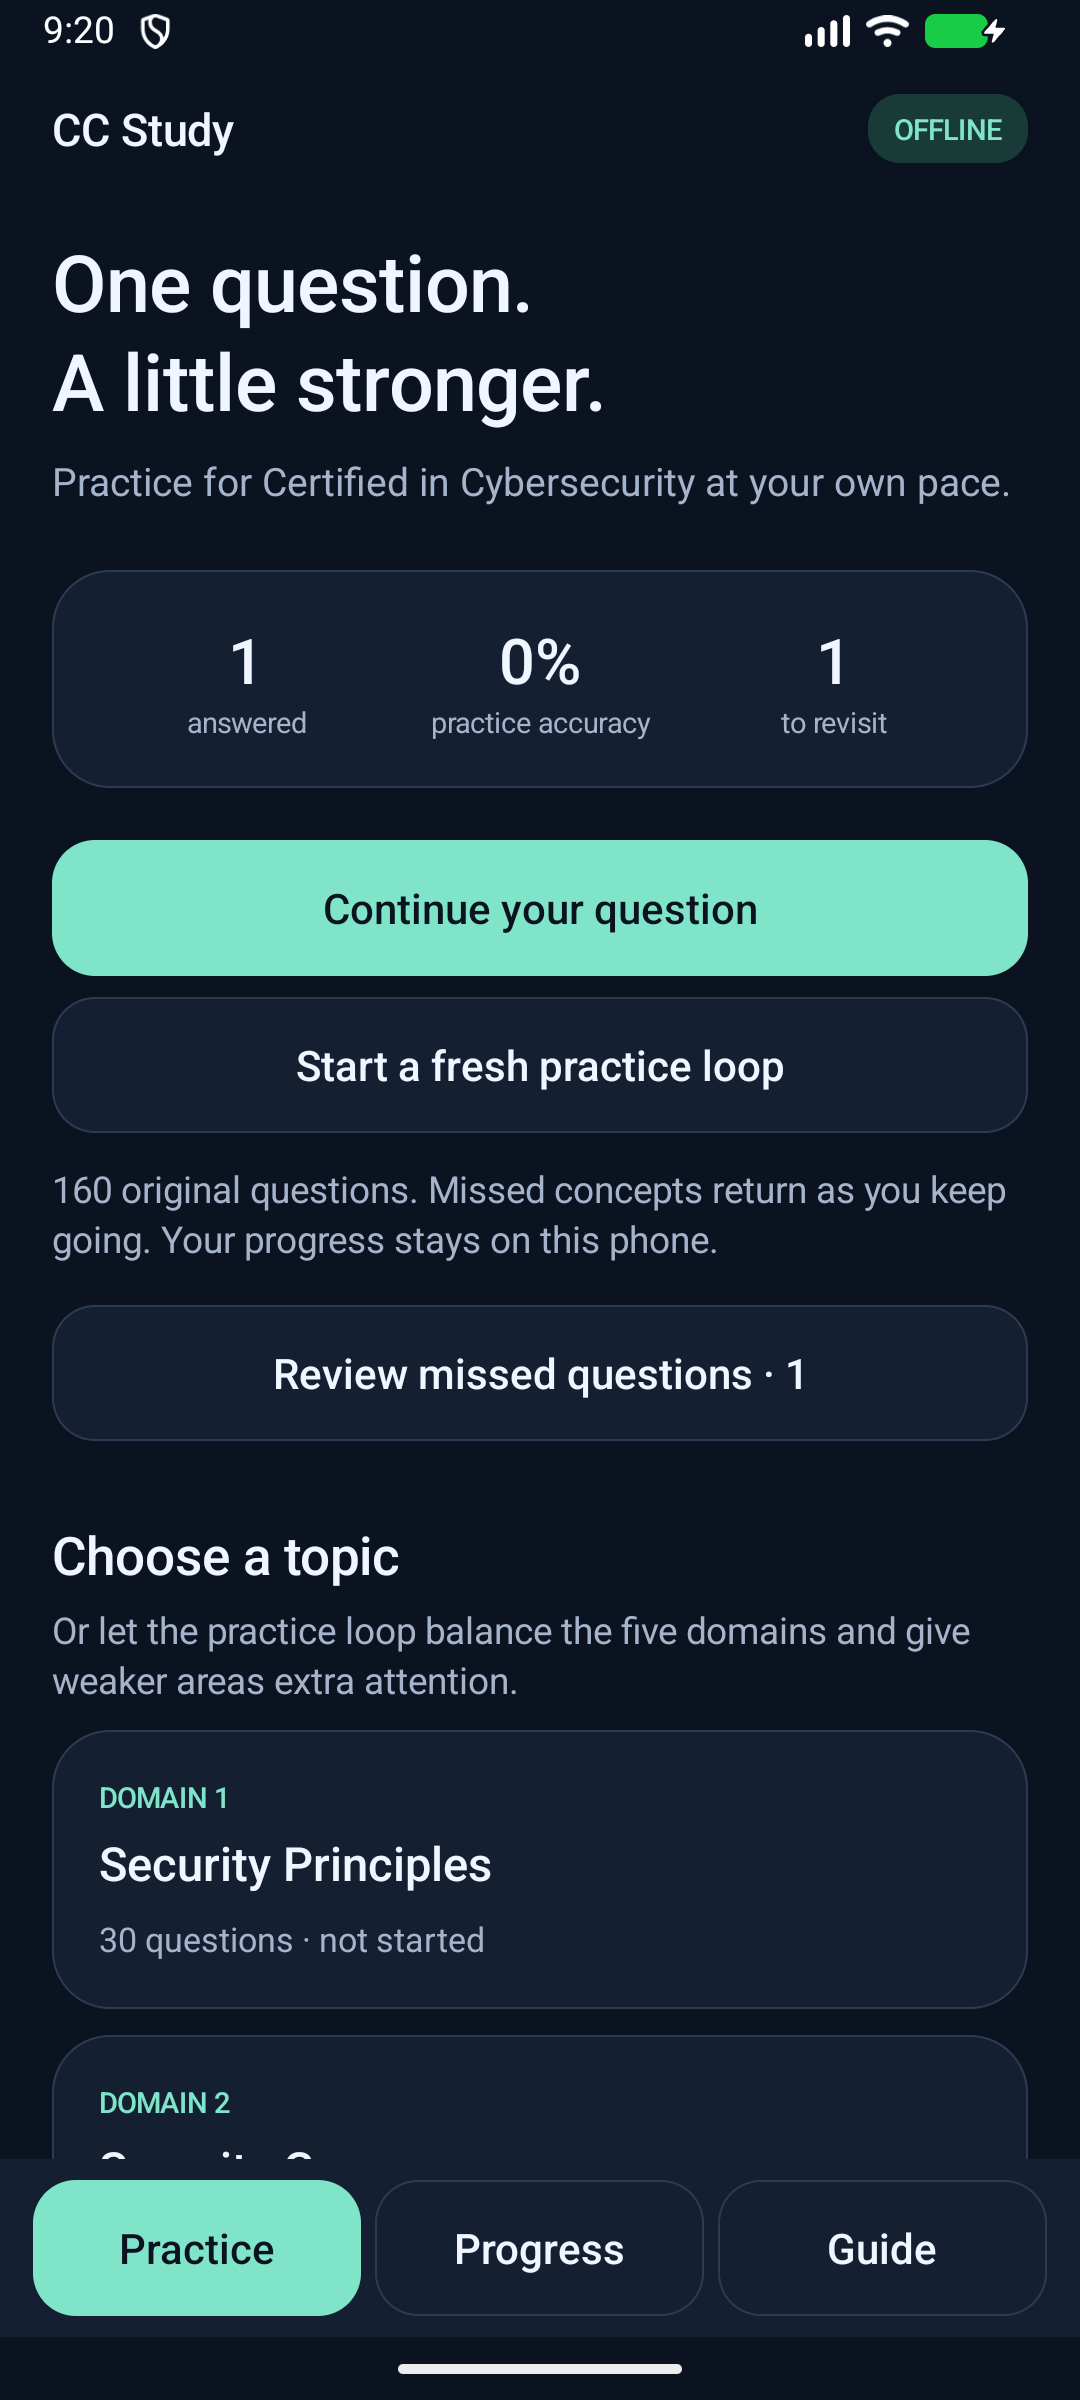 9:20
CC Study
OFFLINE
One question.
A little stronger.
Practice for Certified in Cybersecurity at your own pace.
1
answered
0%
practice accuracy
1
to revisit
Continue your question
Start a fresh practice loop
160 original questions. Missed concepts return as you keep
going. Your progress stays on this phone.
Review missed questions · 1
Choose a topic
Or let the practice loop balance the five domains and give
weaker areas extra attention.
DOMAIN 1
Security Principles
30 questions · not started
DOMAIN 2
Practice
Progress
Guide